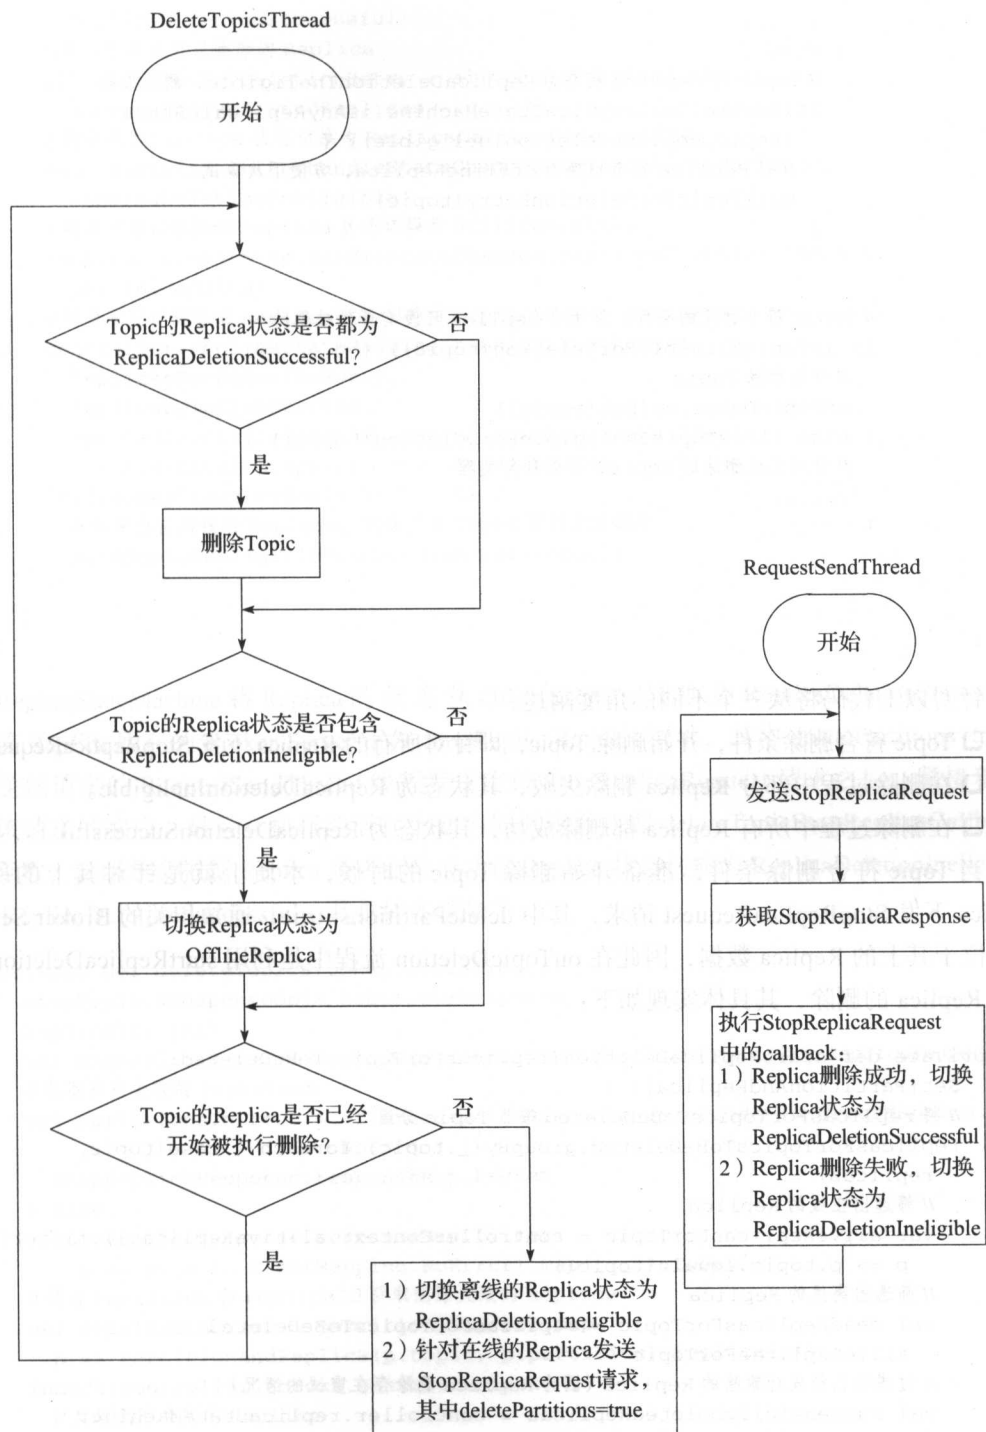 DeleteTopicsThread
开始
Topic的Replica状态是否都为
ReplicaDeletionSuccessful?
否
是
删除Topic
Topic的Replica状态是否包含
ReplicaDeletionIneligible?
否
是
切换Replica状态为
OfflineReplica
Topic的Replica是否已经
开始被执行删除?
否
是
1）切换离线的Replica状态为
ReplicaDeletionIneligible
2）针对在线的Replica发送
StopReplicaRequest请求，
其中deletePartitions=true
RequestSendThread
开始
发送StopReplicaRequest
获取StopReplicaResponse
执行StopReplicaRequest
中的callback：
1）Replica删除成功，切换
Replica状态为
ReplicaDeletionSuccessful
2）Replica删除失败，切换
Replica状态为
ReplicaDeletionIneligible